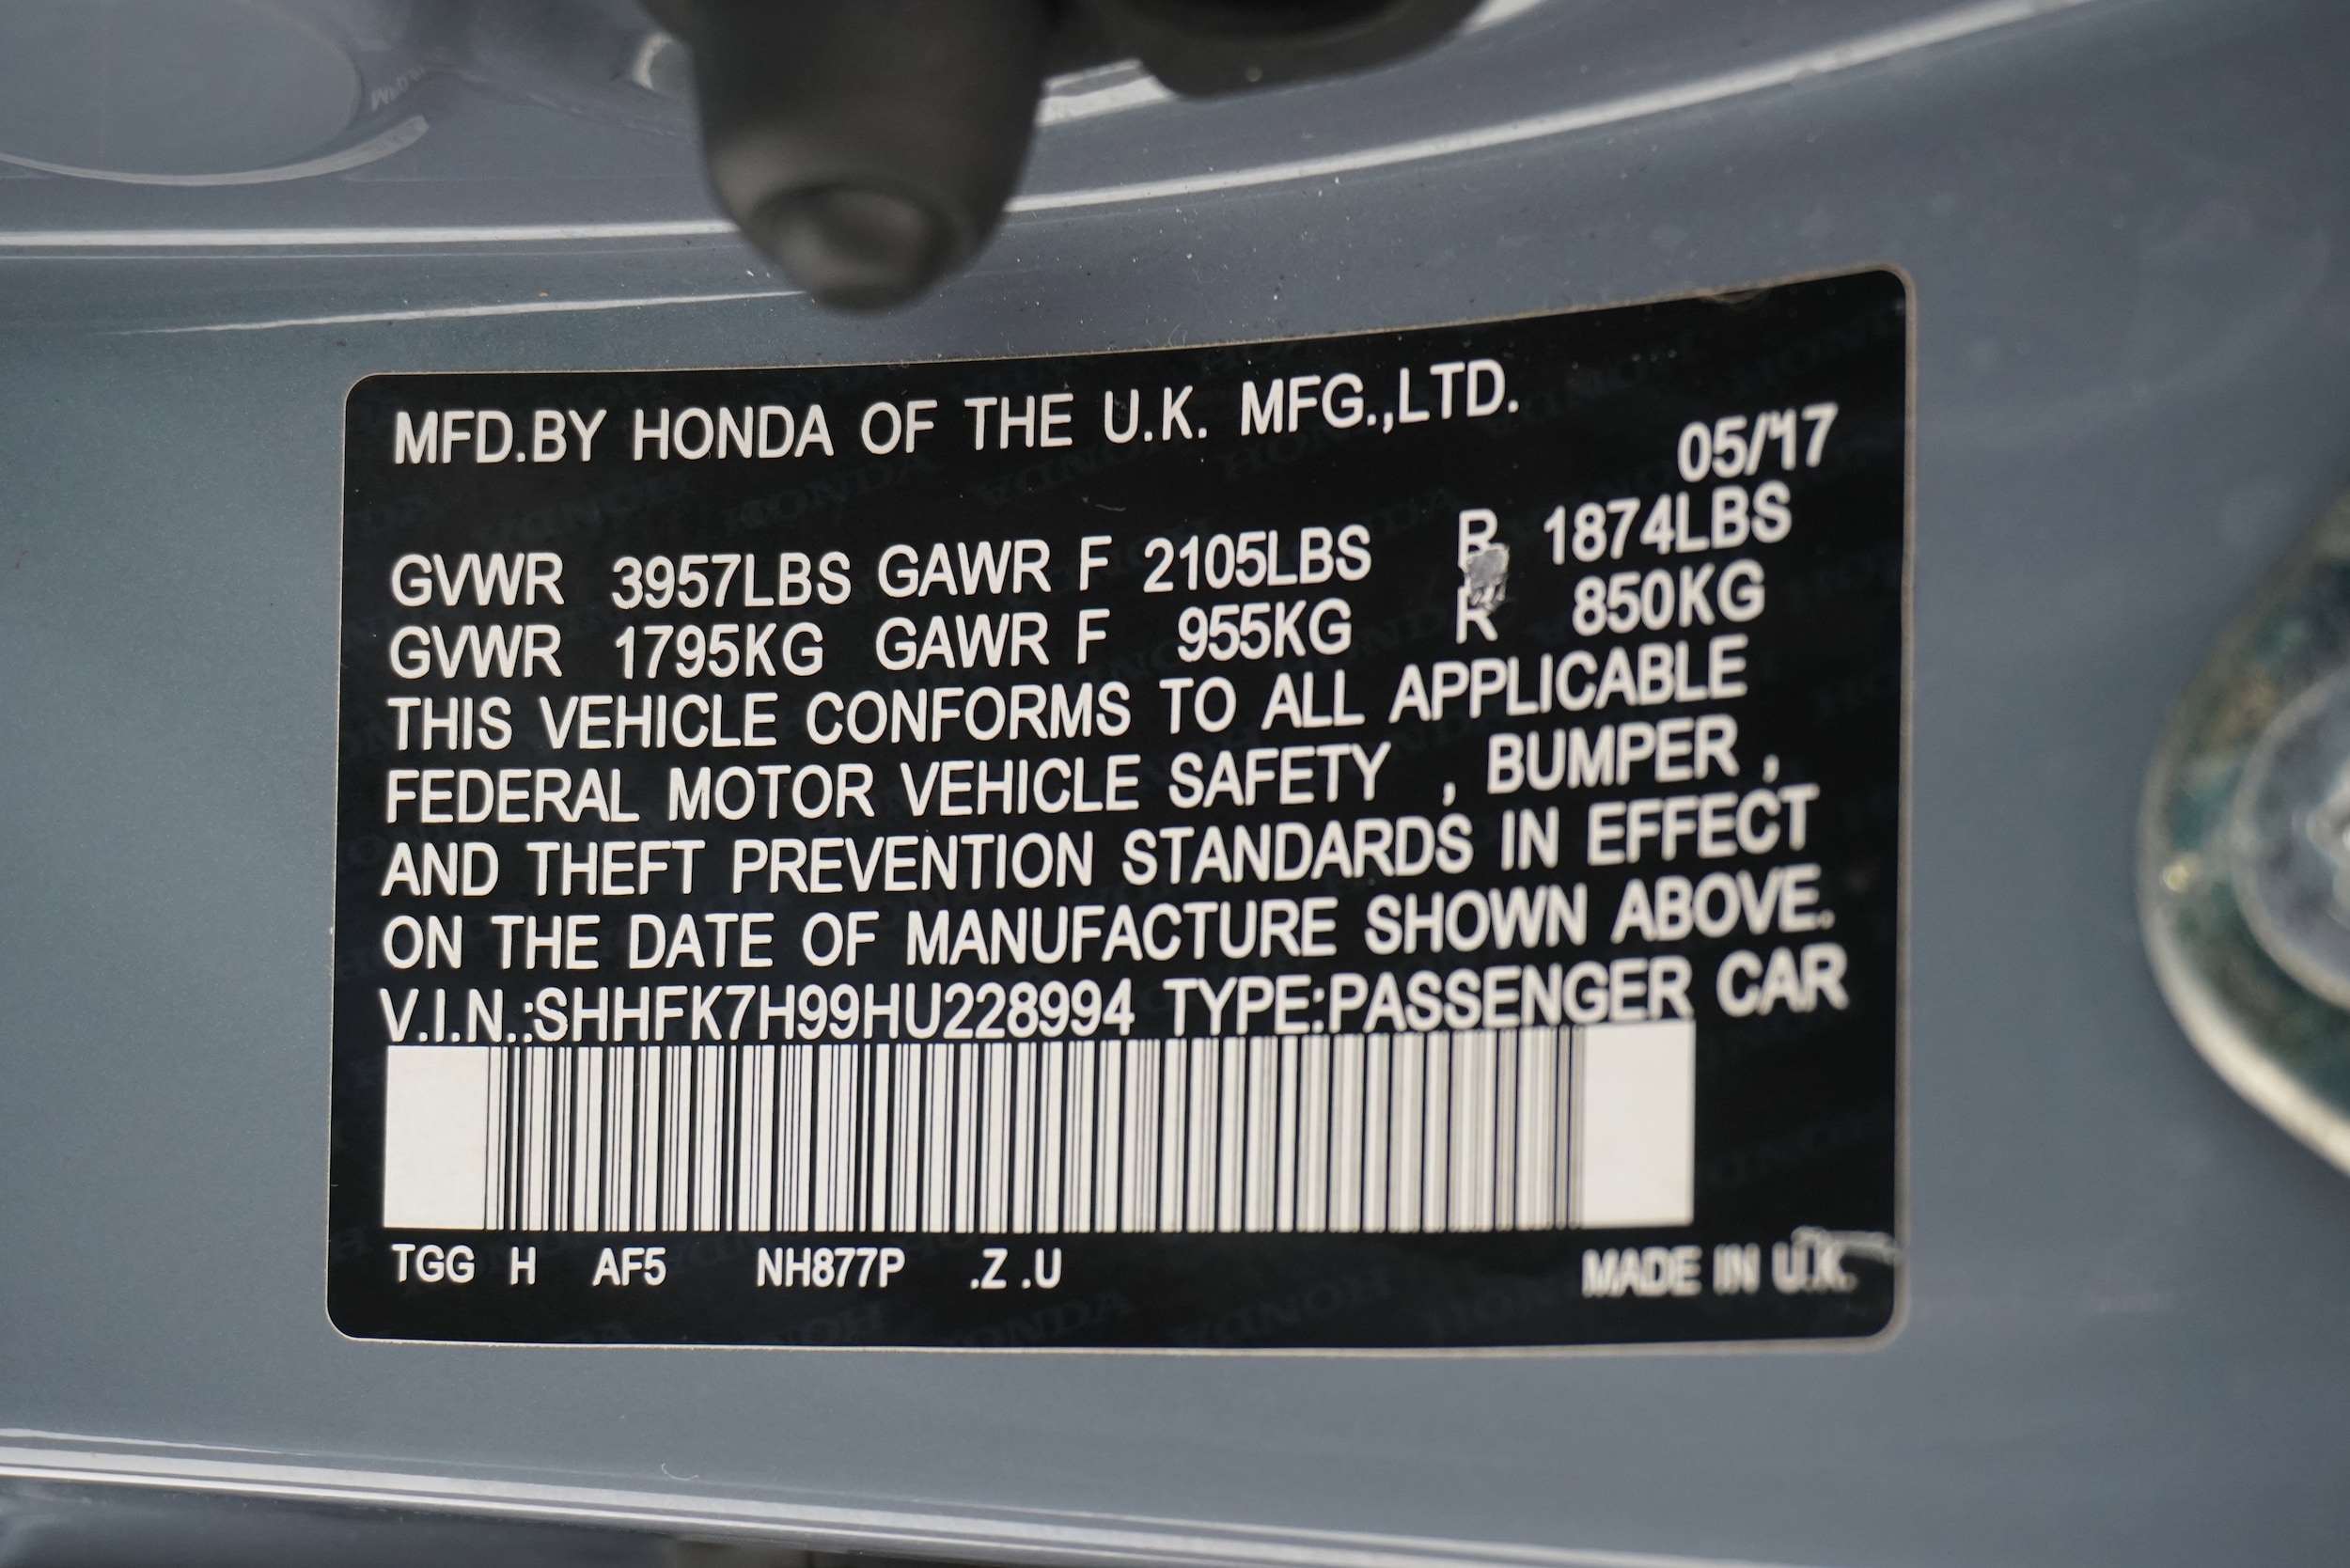 MFD.BY HONDA OF THE U.K. MFG.,LTD.
05/'17
GVWR 3957LBS GAWR F 2105LBS R 1874LBS
GVWR 1795KG GAWR F 955KG R 850KG
THIS VEHICLE CONFORMS TO ALL APPLICABLE
FEDERAL MOTOR VEHICLE SAFETY , BUMPER ,
AND THEFT PREVENTION STANDARDS IN EFFECT
ON THE DATE OF MANUFACTURE SHOWN ABOVE.
V.I.N.:SHHFK7H99HU228994 TYPE:PASSENGER CAR
TGG H AF5 NH877P .Z .U MADE IN U.K.